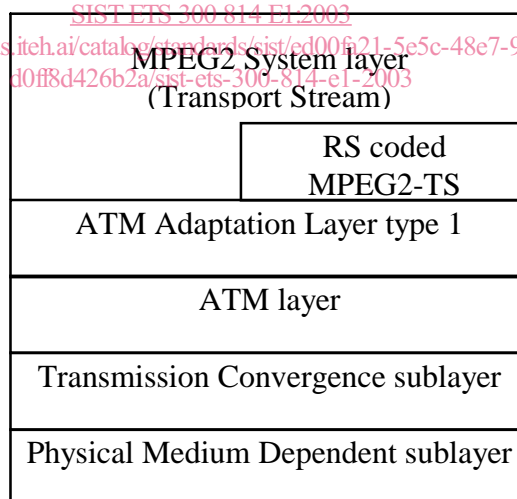 SIST ETS 300 814 E1:2003
s.iteh.ai/catalog/standards/sist/ed00fa21-5e5c-48e7-9
MPEG2 System layer
d0ff8d426b2a/sist-ets-300-814-e1-2003
(Transport Stream)
RS coded
MPEG2-TS
ATM Adaptation Layer type 1
ATM layer
Transmission Convergence sublayer
Physical Medium Dependent sublayer